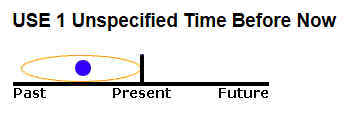 USE 1 Unspecified Time Before Now
Past Present Future